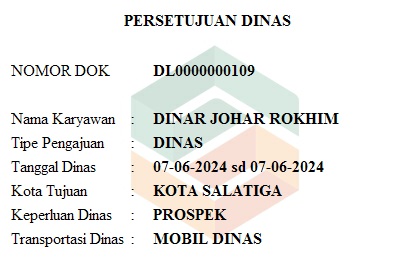 PERSETUJUAN DINAS
NOMOR DOK DL0000000109
Nama Karyawan : DINAR JOHAR ROKHIM
Tipe Pengajuan : DINAS
Tanggal Dinas : 07-06-2024 sd 07-06-2024
Kota Tujuan : KOTA SALATIGA
Keperluan Dinas : PROSPEK
Transportasi Dinas : MOBIL DINAS